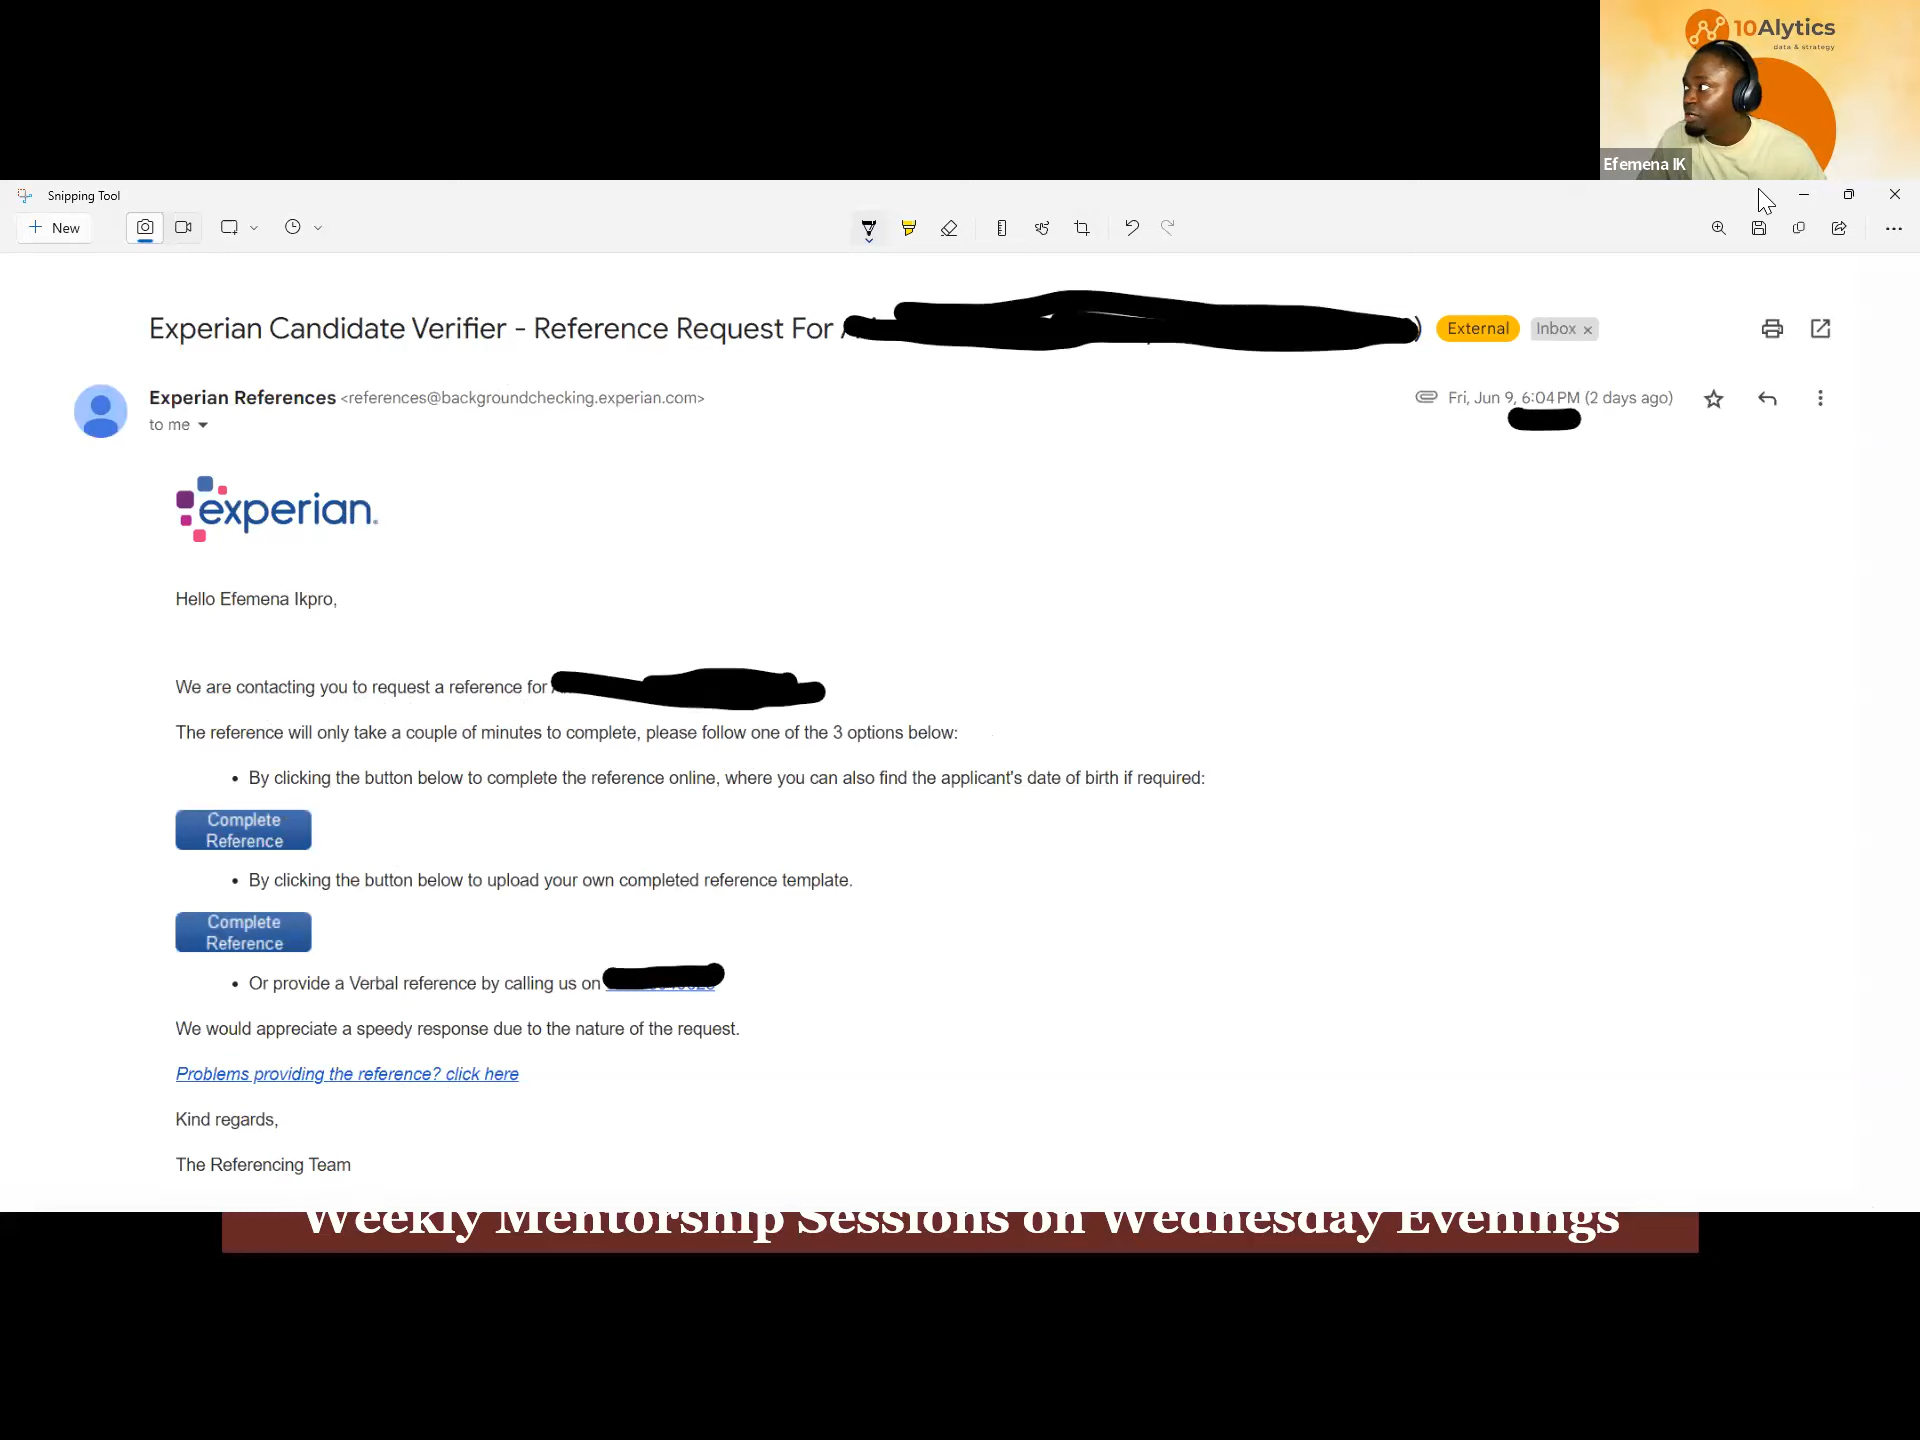 10Alytics
data & strategy
Efemena IK
Snipping Tool
New
Experian Candidate Verifier - Reference Request For
External
Inbox x
Experian References <references@backgroundchecking.experian.com>
Fri, Jun 9, 6:04 PM (2 days ago)
to me
experian.
Hello Efemena Ikpro,
We are contacting you to request a reference for
The reference will only take a couple of minutes to complete, please follow one of the 3 options below:
• By clicking the button below to complete the reference online, where you can also find the applicant's date of birth if required:
Complete
Reference
• By clicking the button below to upload your own completed reference template.
Complete
Reference
• Or provide a Verbal reference by calling us on
We would appreciate a speedy response due to the nature of the request.
Problems providing the reference? click here
Kind regards,
The Referencing Team
Weekly Mentorship Sessions on Wednesday Evenings